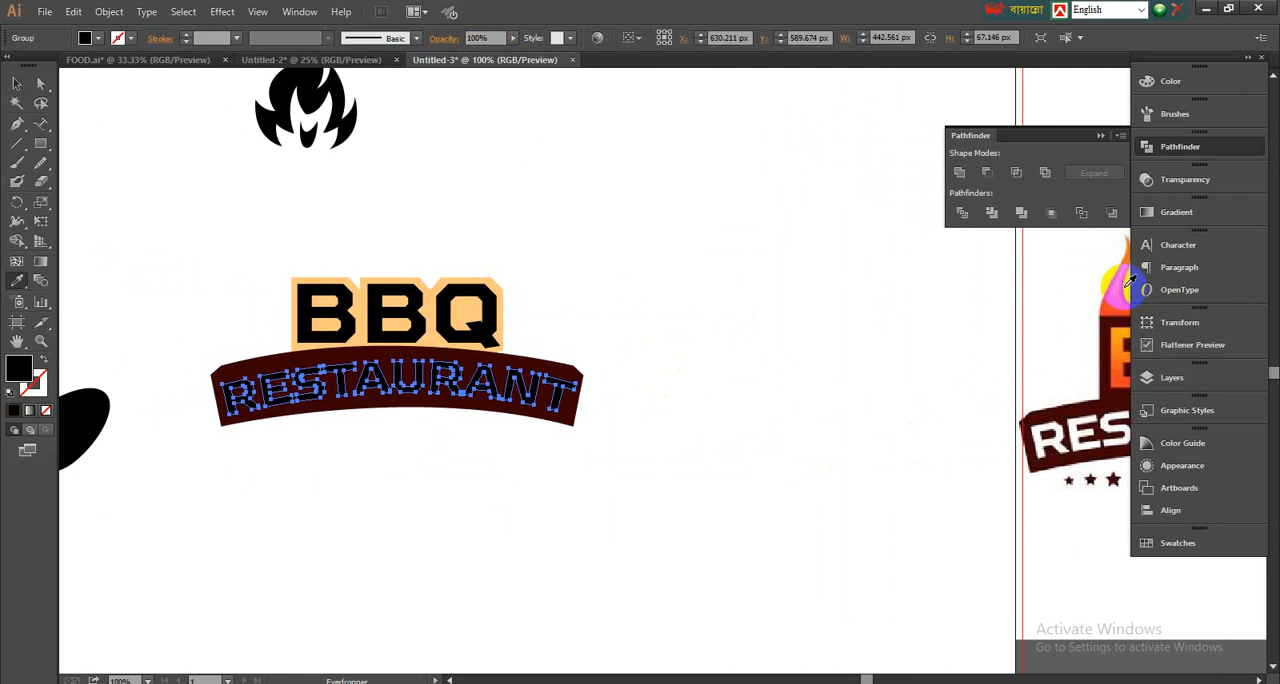 Ai File Edit Object Type Select Effect View Window Help Br বায়ান্নো English
Group Stroke: Basic Opacity: 100% Style: X: 630.211 px Y: 589.674 px W: 442.561 px H: 67.146 px
FOOD.ai* @ 33.33% (RGB/Preview) × Untitled-2* @ 25% (RGB/Preview) × Untitled-3* @ 100% (RGB/Preview) ×
Color
Brushes
Pathfinder
Shape Modes:
Expand
Pathfinders:
Pathfinder
Transparency
Gradient
Character
Paragraph
OpenType
Transform
Flattener Preview
Layers
Graphic Styles
Color Guide
Appearance
Artboards
Align
Swatches
BBQ
RESTAURANT
RES
Activate Windows
Go to Settings to activate Windows.
100% 1 Eyedropper